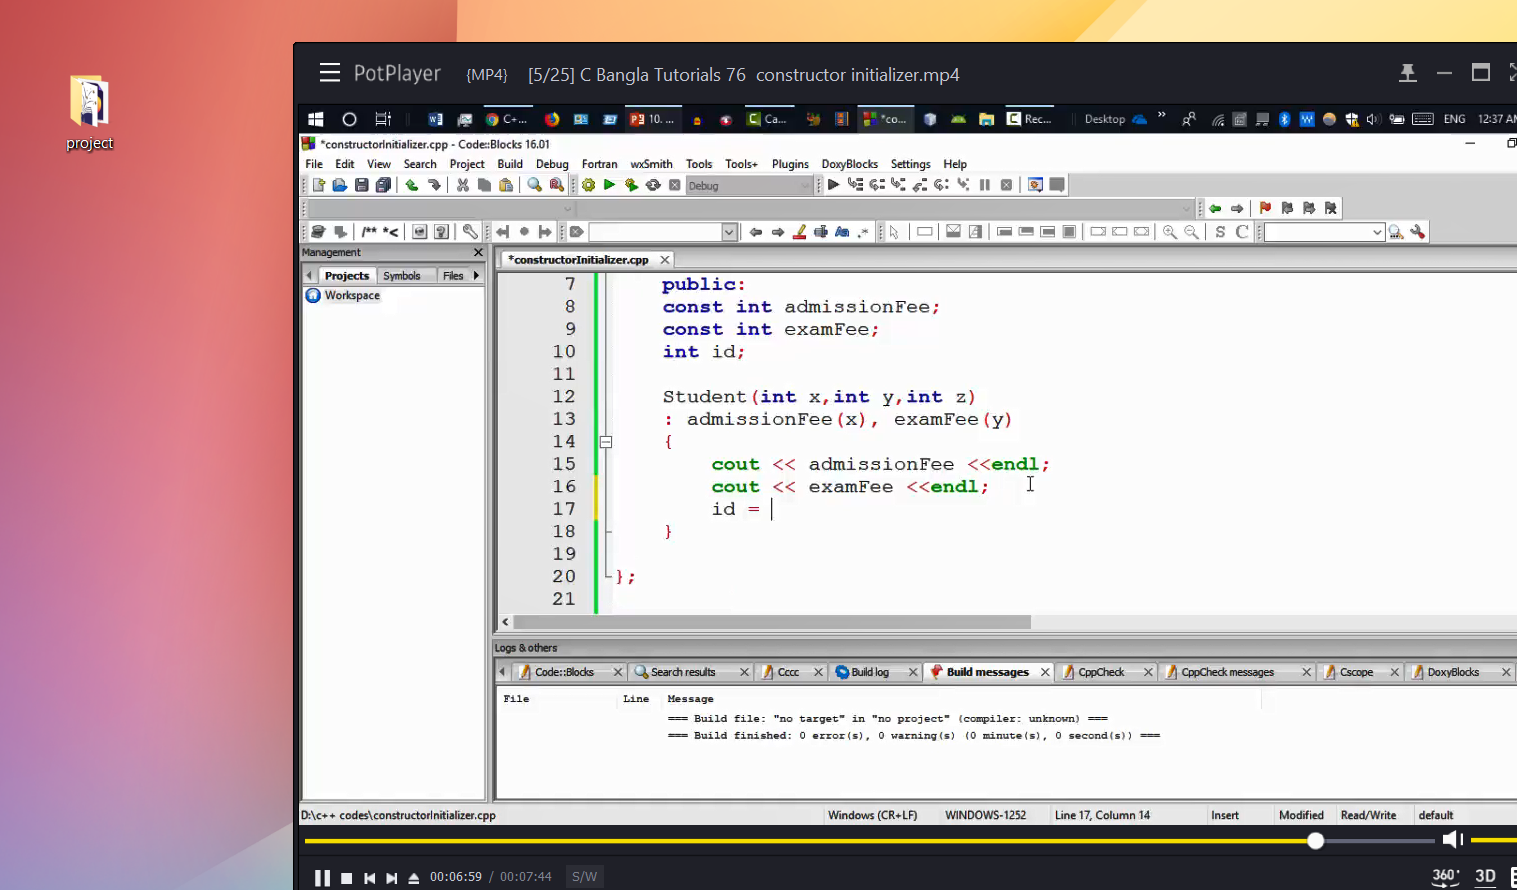 project
PotPlayer {MP4} [5/25] C Bangla Tutorials 76 constructor initializer.mp4
C+... 10. ... Ca... *co... Rec... Desktop » ENG 12:37 AM
*constructorInitializer.cpp - Code::Blocks 16.01
File Edit View Search Project Build Debug Fortran wxSmith Tools Tools+ Plugins DoxyBlocks Settings Help
Debug
/** *<
S C
Management
*constructorInitializer.cpp
Projects Symbols Files
Workspace
7 public:
8 const int admissionFee;
9 const int examFee;
10 int id;
11
12 Student(int x,int y,int z)
13 : admissionFee(x), examFee(y)
14 {
15 cout << admissionFee <<endl;
16 cout << examFee <<endl;
17 id =
18 }
19
20 };
21
Logs & others
Code::Blocks Search results Cccc Build log Build messages CppCheck CppCheck messages Cscope DoxyBlocks
File Line Message
=== Build file: "no target" in "no project" (compiler: unknown) ===
=== Build finished: 0 error(s), 0 warning(s) (0 minute(s), 0 second(s)) ===
D:\c++ codes\constructorInitializer.cpp Windows (CR+LF) WINDOWS-1252 Line 17, Column 14 Insert Modified Read/Write default
00:06:59 / 00:07:44 S/W 360° 3D